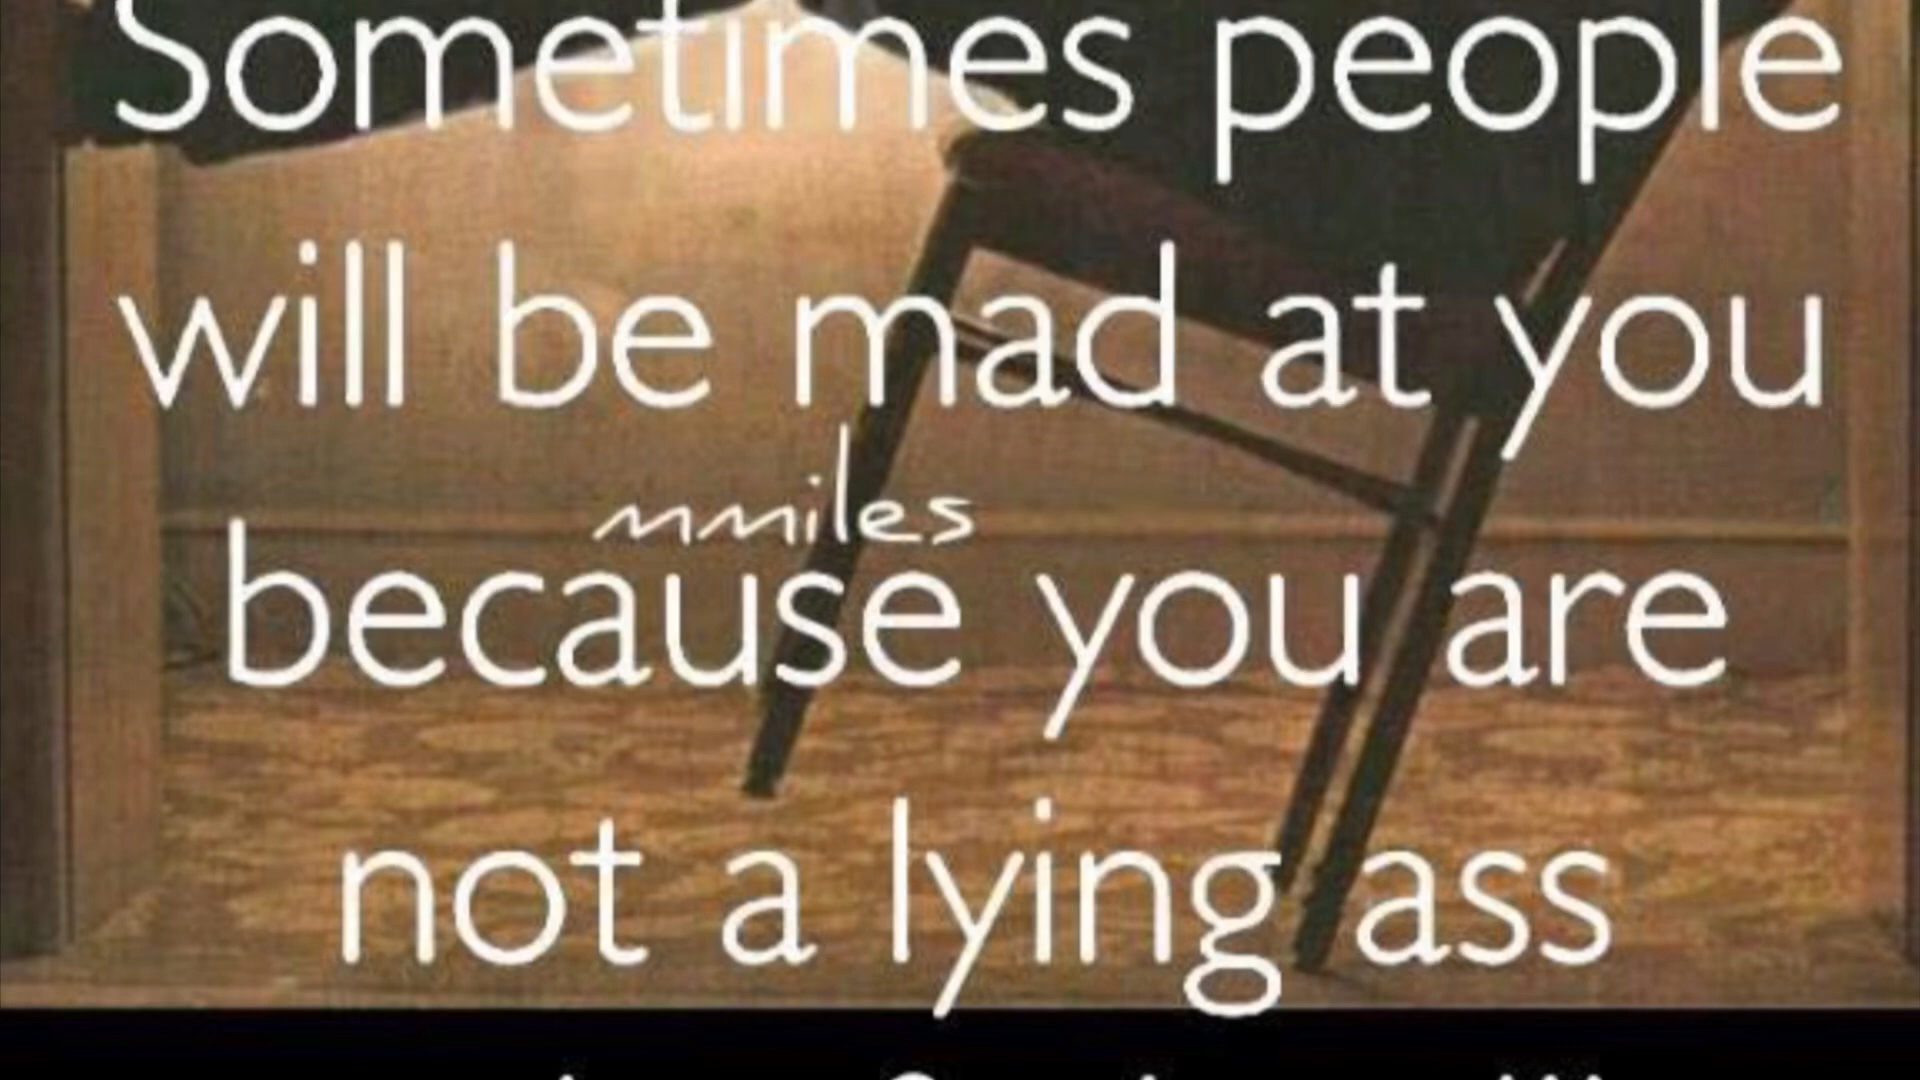 Sometimes people
will be mad at you
mmiles
because you are
not a lying ass